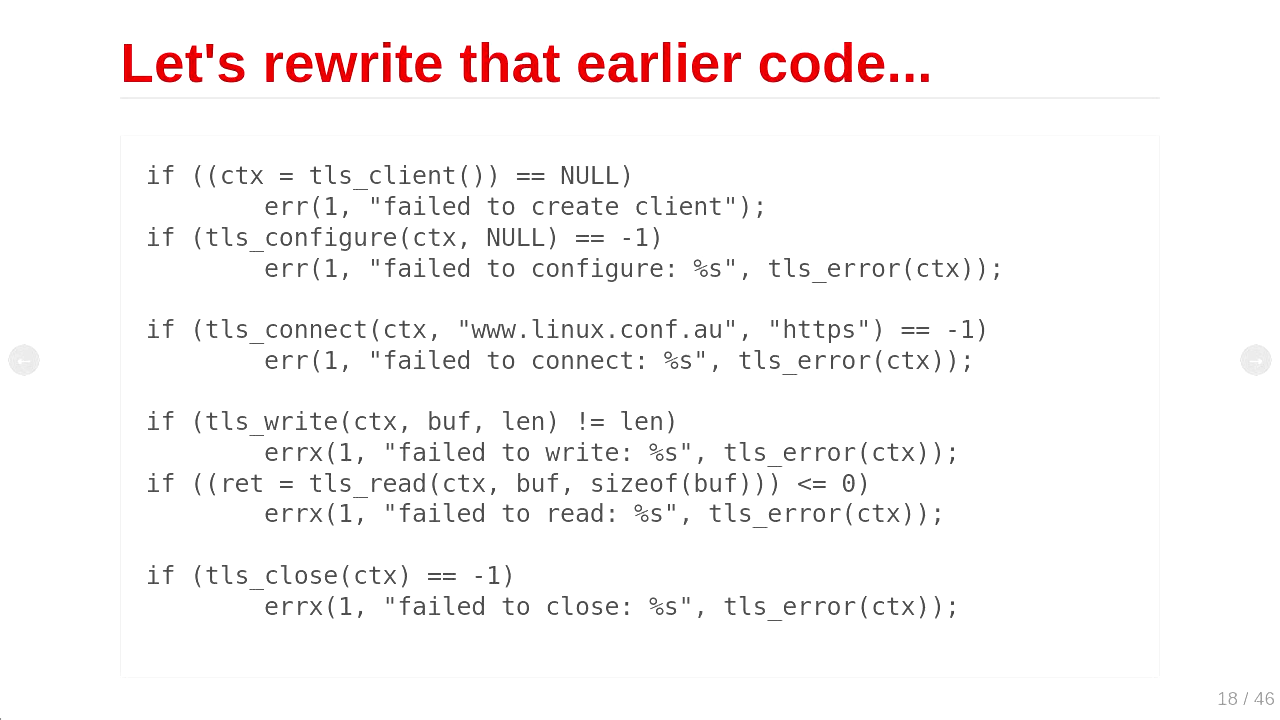 Let's rewrite that earlier code...
if ((ctx = tls_client()) == NULL)
        err(1, "failed to create client");
if (tls_configure(ctx, NULL) == -1)
        err(1, "failed to configure: %s", tls_error(ctx));
if (tls_connect(ctx, "www.linux.conf.au", "https") == -1)
        err(1, "failed to connect: %s", tls_error(ctx));
if (tls_write(ctx, buf, len) != len)
        errx(1, "failed to write: %s", tls_error(ctx));
if ((ret = tls_read(ctx, buf, sizeof(buf))) <= 0)
        errx(1, "failed to read: %s", tls_error(ctx));
if (tls_close(ctx) == -1)
        errx(1, "failed to close: %s", tls_error(ctx));
← →
18 / 46